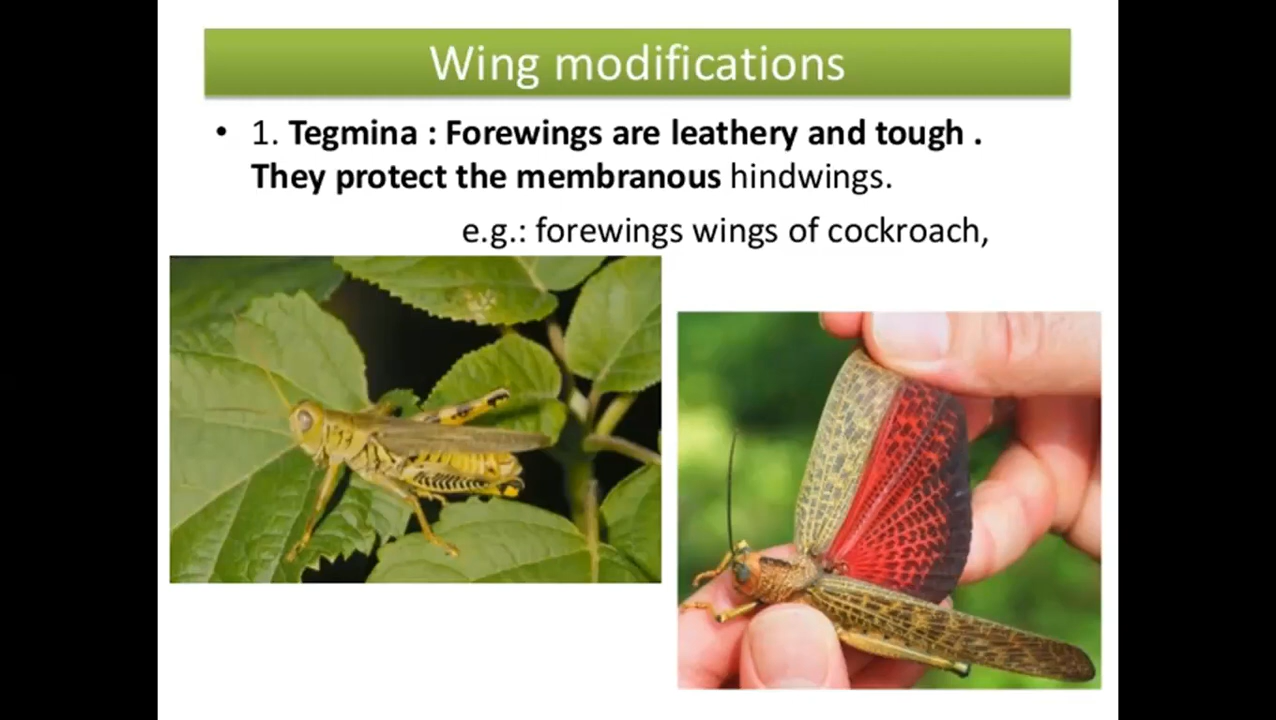 Wing modifications
• 1. Tegmina : Forewings are leathery and tough .
They protect the membranous hindwings.
e.g.: forewings wings of cockroach,